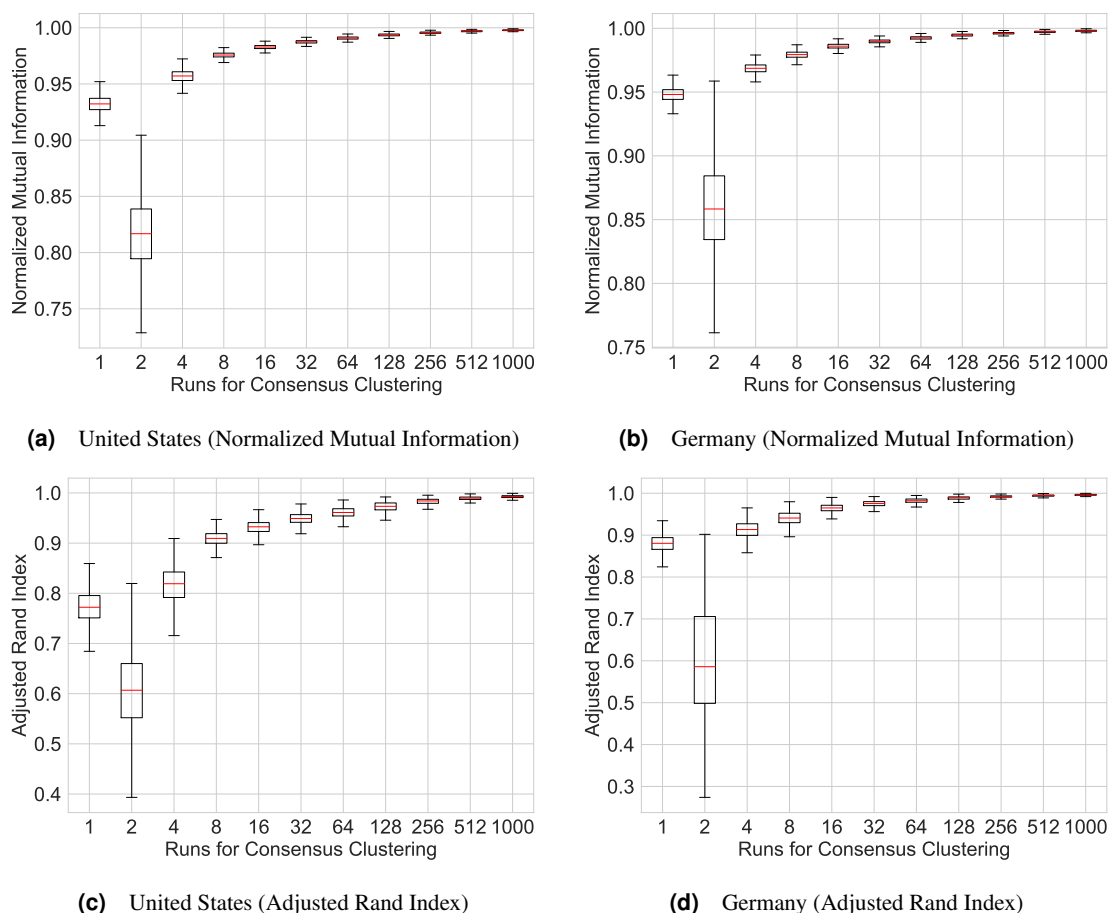 1.00
0.95
0.90
0.85
0.80
0.75
Normalized Mutual Information
1 2 4 8 16 32 64 128 256 512 1000
Runs for Consensus Clustering
(a) United States (Normalized Mutual Information)
1.00
0.95
0.90
0.85
0.80
0.75
Normalized Mutual Information
1 2 4 8 16 32 64 128 256 512 1000
Runs for Consensus Clustering
(b) Germany (Normalized Mutual Information)
1.0
0.9
0.8
0.7
0.6
0.5
0.4
Adjusted Rand Index
1 2 4 8 16 32 64 128 256 512 1000
Runs for Consensus Clustering
(c) United States (Adjusted Rand Index)
1.0
0.9
0.8
0.7
0.6
0.5
0.4
0.3
Adjusted Rand Index
1 2 4 8 16 32 64 128 256 512 1000
Runs for Consensus Clustering
(d) Germany (Adjusted Rand Index)